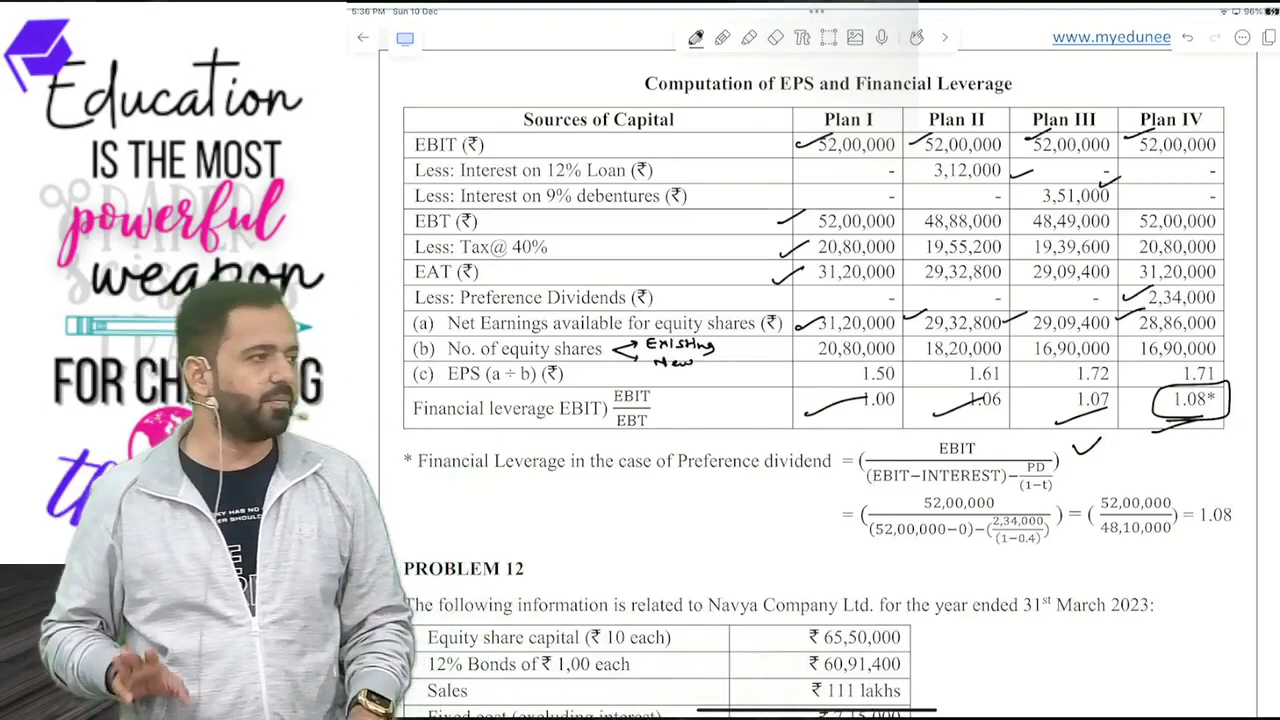 5:36 PM Sun 10 Dec
96%
www.myedunee
Education
IS THE MOST
powerful
weapon
FOR CH
Computation of EPS and Financial Leverage
Sources of Capital Plan I Plan II Plan III Plan IV
EBIT (₹) 52,00,000 52,00,000 52,00,000 52,00,000
Less: Interest on 12% Loan (₹) - 3,12,000 - -
Less: Interest on 9% debentures (₹) - - 3,51,000 -
EBT (₹) 52,00,000 48,88,000 48,49,000 52,00,000
Less: Tax@ 40% 20,80,000 19,55,200 19,39,600 20,80,000
EAT (₹) 31,20,000 29,32,800 29,09,400 31,20,000
Less: Preference Dividends (₹) - - - 2,34,000
(a) Net Earnings available for equity shares (₹) 31,20,000 29,32,800 29,09,400 28,86,000
(b) No. of equity shares Existing New 20,80,000 18,20,000 16,90,000 16,90,000
(c) EPS (a ÷ b) (₹) 1.50 1.61 1.72 1.71
Financial leverage EBIT) EBIT/EBT 1.00 1.06 1.07 1.08*
* Financial Leverage in the case of Preference dividend = (EBIT/((EBIT−INTEREST)−PD/(1−t)))
= (52,00,000/((52,00,000−0)−(2,34,000/(1−0.4)))) = (52,00,000/48,10,000) = 1.08
PROBLEM 12
The following information is related to Navya Company Ltd. for the year ended 31st March 2023:
Equity share capital (₹ 10 each) ₹ 65,50,000
12% Bonds of ₹ 1,00 each ₹ 60,91,400
Sales ₹ 111 lakhs
Fixed cost (excluding interest) ₹ 7,15,000